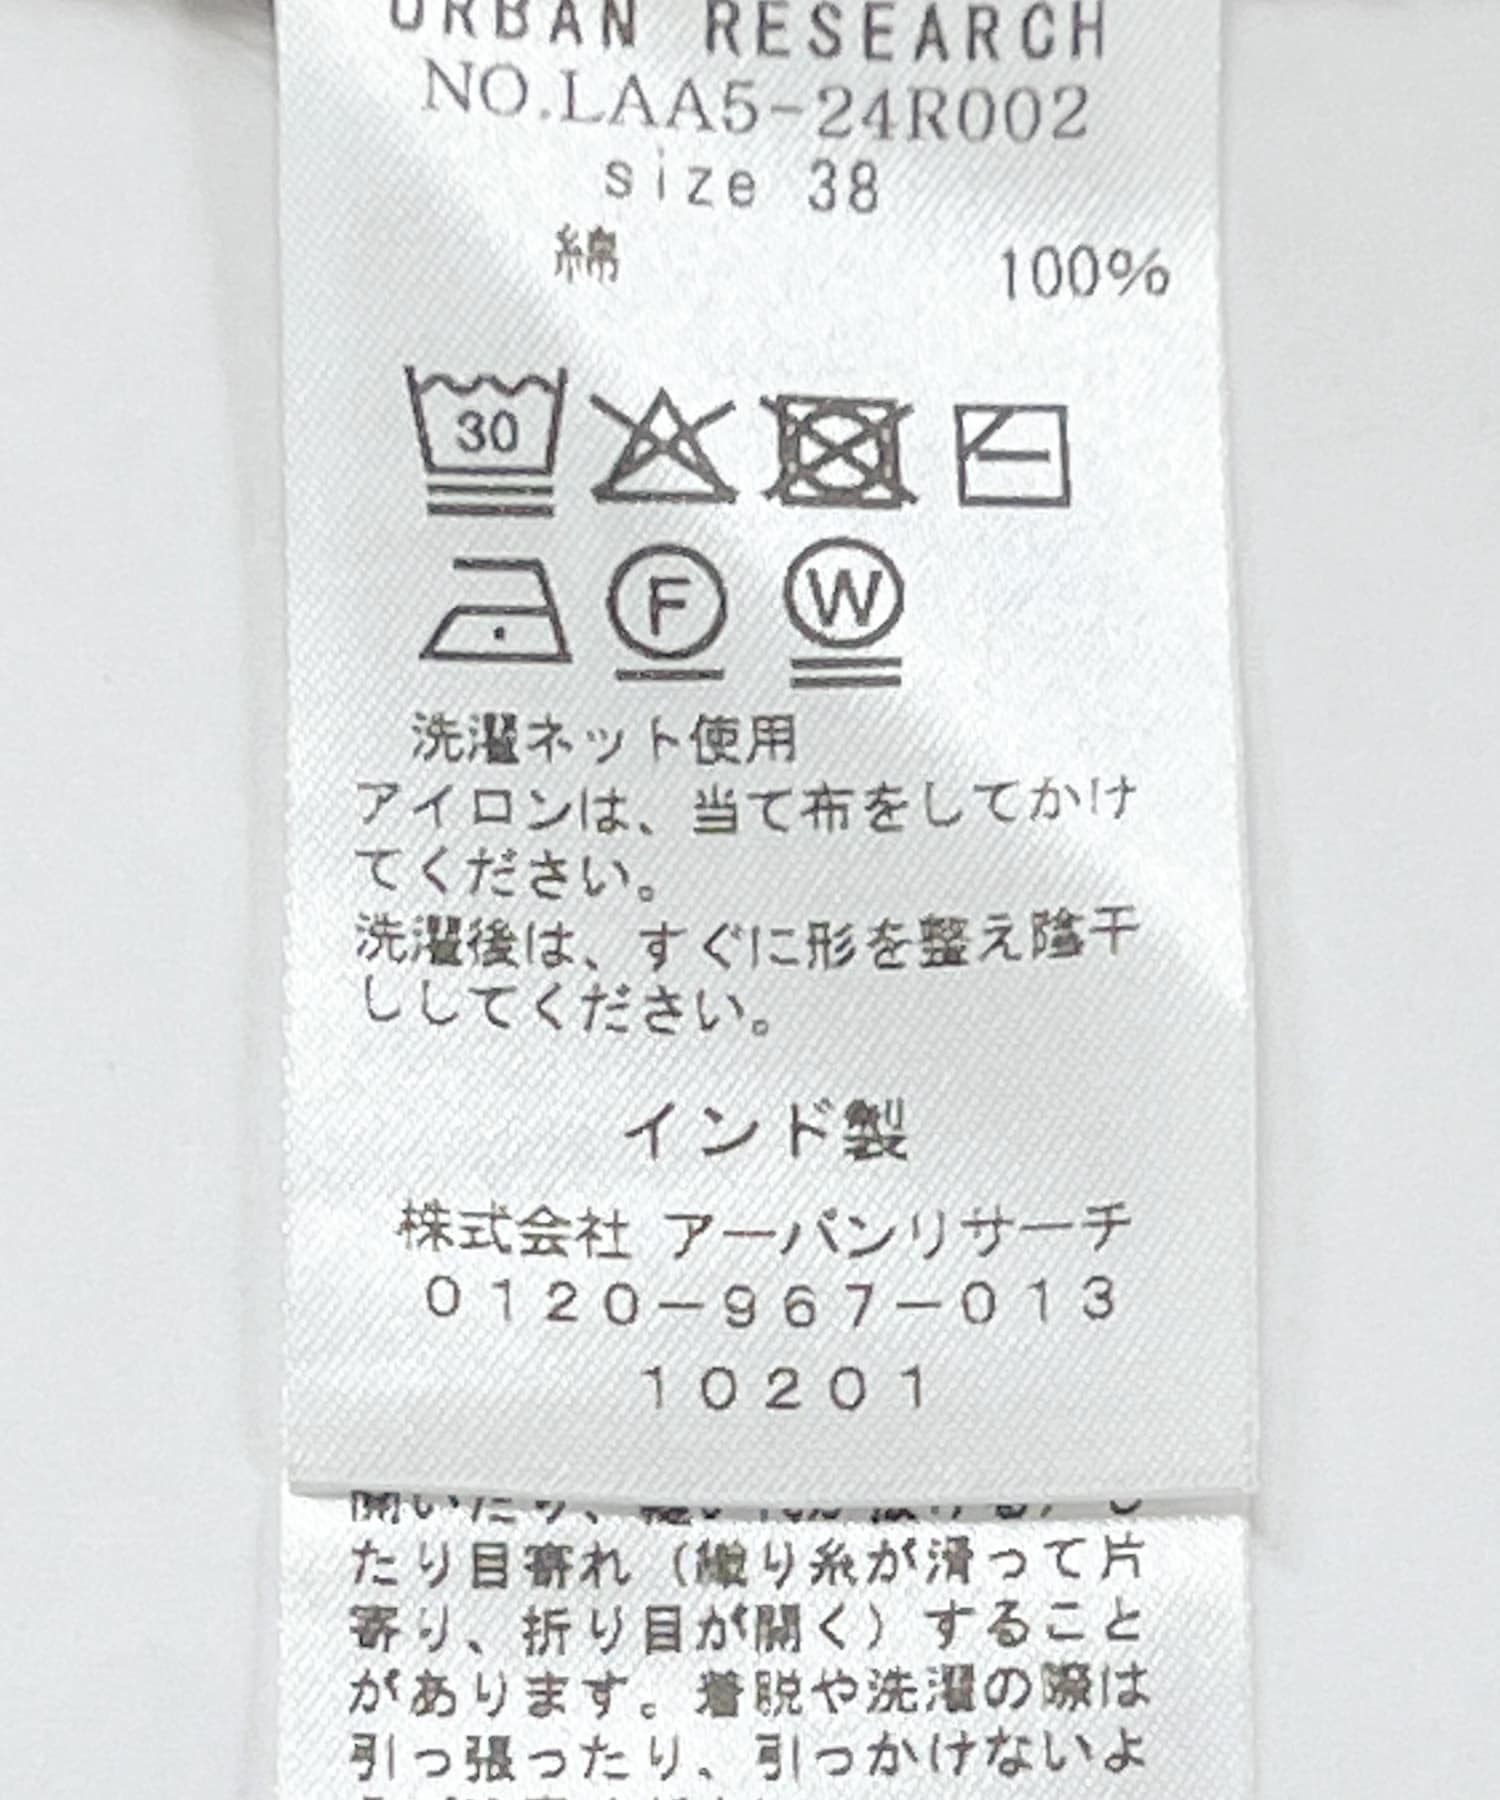 URBAN RESEARCH
NO.LAA5-24R002
size 38
綿 100%
30
F W
洗濯ネット使用
アイロンは、当て布をしてかけ
てください。
洗濯後は、すぐに形を整え陰干
ししてください。
インド製
株式会社 アーバンリサーチ
0120-967-013
10201
たり目寄れ（織り糸が滑って片
寄り、折り目が開く）すること
があります。着脱や洗濯の際は
引っ張ったり、引っかけないよ